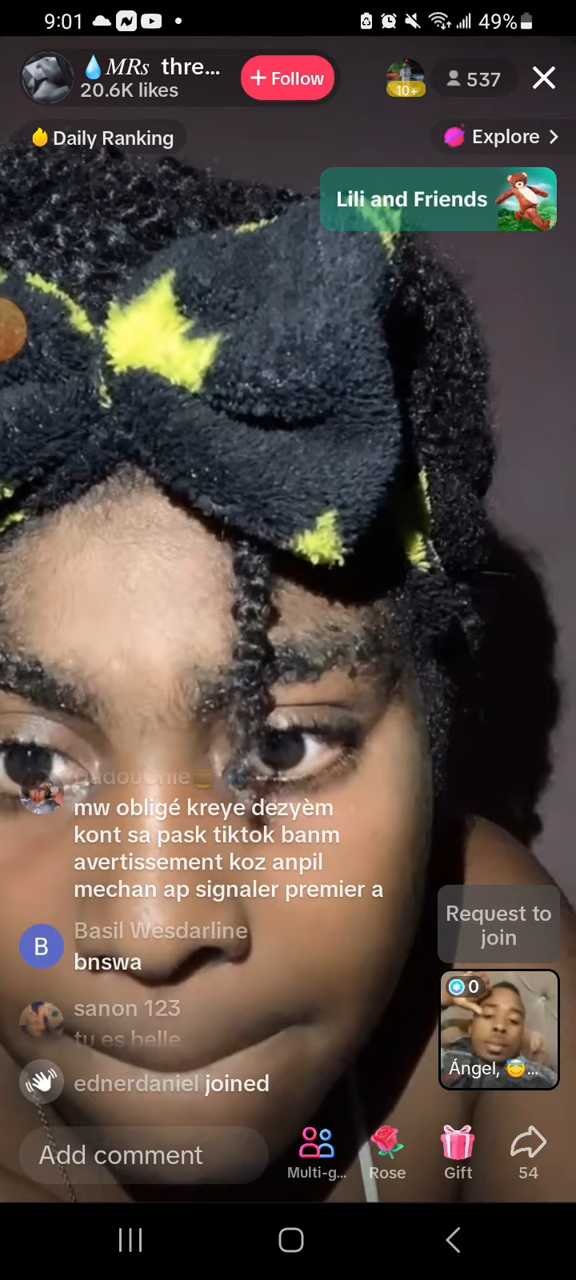 9:01
49%
💧𝑀𝑅𝑠 thre...
20.6K likes
+ Follow
10+
537
Daily Ranking
Explore >
Lili and Friends
mw obligé kreye dezyèm
kont sa pask tiktok banm
avertissement koz anpil
mechan ap signaler premier a
Basil Wesdarline
B
bnswa
sanon 123
tu es belle
ednerdaniel joined
Request to
join
0
Ángel, 😇...
Add comment
Multi-g...
Rose
Gift
54